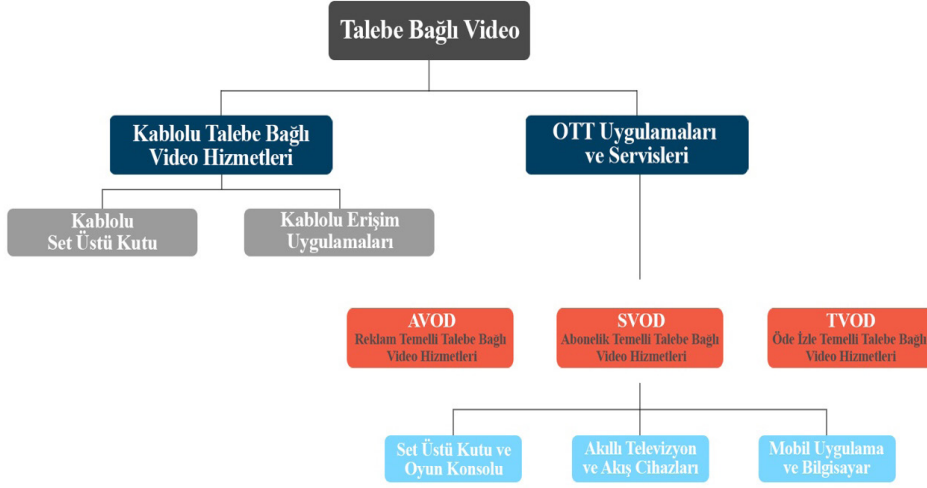 Talebe Bağlı Video
Kablolu Talebe Bağlı
Video Hizmetleri
OTT Uygulamaları
ve Servisleri
Kablolu
Set Üstü Kutu
Kablolu Erişim
Uygulamaları
AVOD
Reklam Temelli Talebe Bağlı
Video Hizmetleri
SVOD
Abonelik Temelli Talebe Bağlı
Video Hizmetleri
TVOD
Öde İzle Temelli Talebe Bağlı
Video Hizmetleri
Set Üstü Kutu ve
Oyun Konsolu
Akıllı Televizyon
ve Akış Cihazları
Mobil Uygulama
ve Bilgisayar